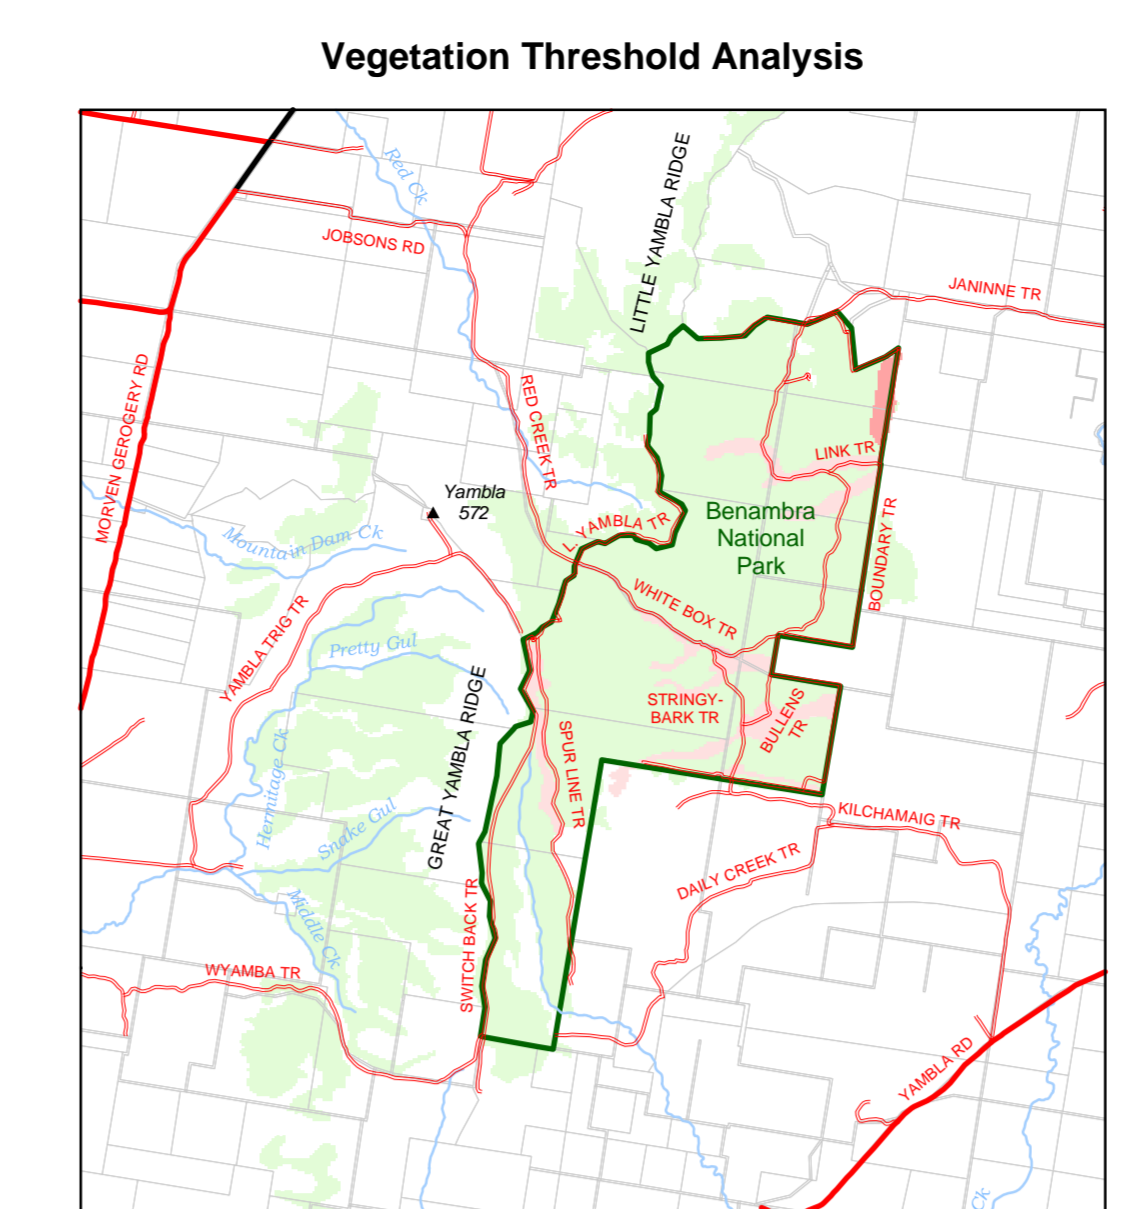 Vegetation Threshold Analysis
Red Ck
LITTLE YAMBLA RIDGE
JOBSONS RD
JANINNE TR
MORVEN GEROGERY RD
RED CREEK TR
LINK TR
Yambla
572
L. YAMBLA TR
Benambra
National
Park
Mountain Dam Ck
BOUNDARY TR
WHITE BOX TR
YAMBLA TRIG TR
Pretty Gul
GREAT YAMBLA RIDGE
STRINGY-
BARK TR
BULLENS
TR
SPUR LINE TR
Hermitage Ck
Snake Gul
KILCHAMAIG TR
DAILY CREEK TR
SWITCH BACK TR
Middle Ck
WYAMBA TR
YAMBLA RD
Ck